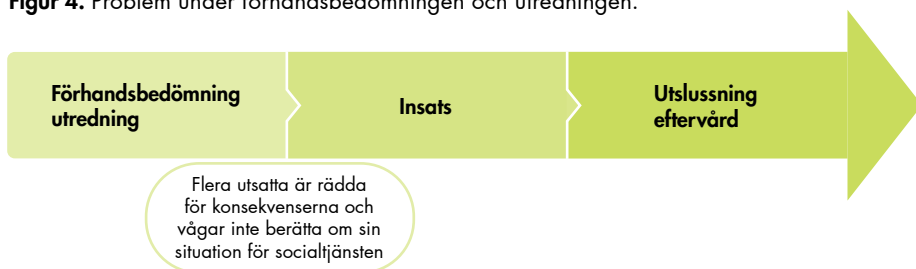 Figur 4. Problem under förhandsbedömningen och utredningen.
Förhandsbedömning
utredning
Insats
Utslussning
eftervård
Flera utsatta är rädda
för konsekvenserna och
vågar inte berätta om sin
situation för socialtjänsten